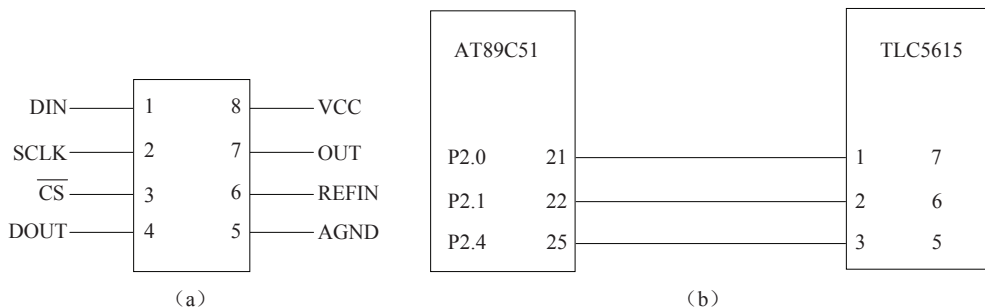 DIN 1 8 VCC
SCLK 2 7 OUT
C̅S̅ 3 6 REFIN
DOUT 4 5 AGND
（a）
AT89C51 TLC5615
P2.0 21 1 7
P2.1 22 2 6
P2.4 25 3 5
（b）